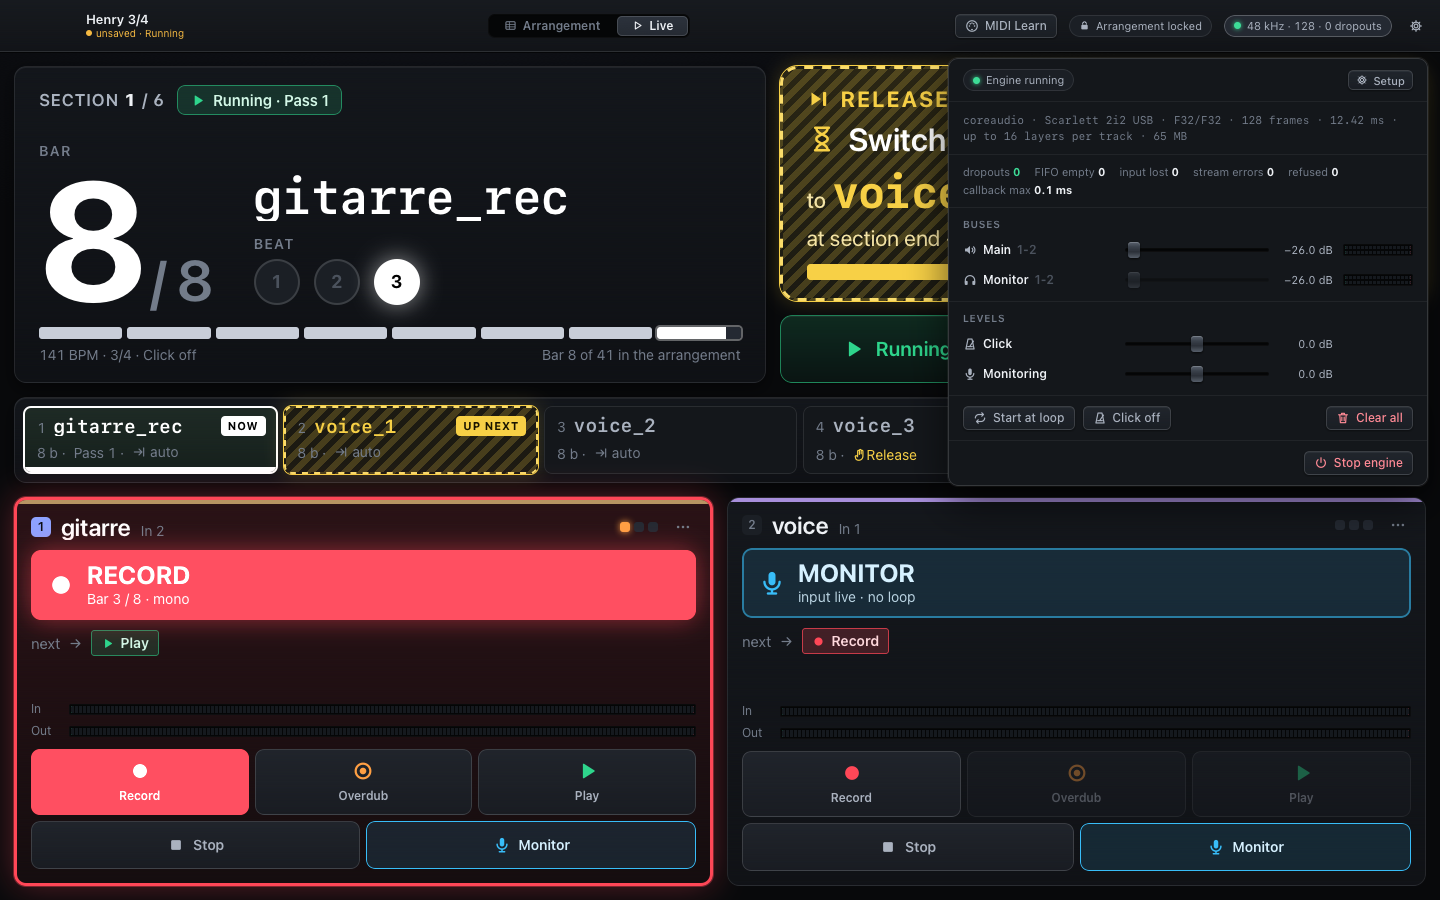 Henry 3/4
unsaved · Running
Arrangement
Live
MIDI Learn
Arrangement locked
48 kHz · 128 · 0 dropouts
SECTION 1 / 6
Running · Pass 1
BAR
8 / 8
gitarre_rec
BEAT
1 2 3
141 BPM · 3/4 · Click off
Bar 8 of 41 in the arrangement
RELEASE
Switch
to voice
at section end
Running
Engine running
Setup
coreaudio · Scarlett 2i2 USB · F32/F32 · 128 frames · 12.42 ms ·
up to 16 layers per track · 65 MB
dropouts 0 FIFO empty 0 input lost 0 stream errors 0 refused 0
callback max 0.1 ms
BUSES
Main 1-2 −26.0 dB
Monitor 1-2 −26.0 dB
LEVELS
Click 0.0 dB
Monitoring 0.0 dB
Start at loop
Click off
Clear all
Stop engine
1 gitarre_rec NOW
8 b · Pass 1 · auto
2 voice_1 UP NEXT
8 b · auto
3 voice_2
8 b · auto
4 voice_3
8 b · Release
1 gitarre In 2
RECORD
Bar 3 / 8 · mono
next → Play
In
Out
Record
Overdub
Play
Stop
Monitor
2 voice In 1
MONITOR
input live · no loop
next → Record
In
Out
Record
Overdub
Play
Stop
Monitor